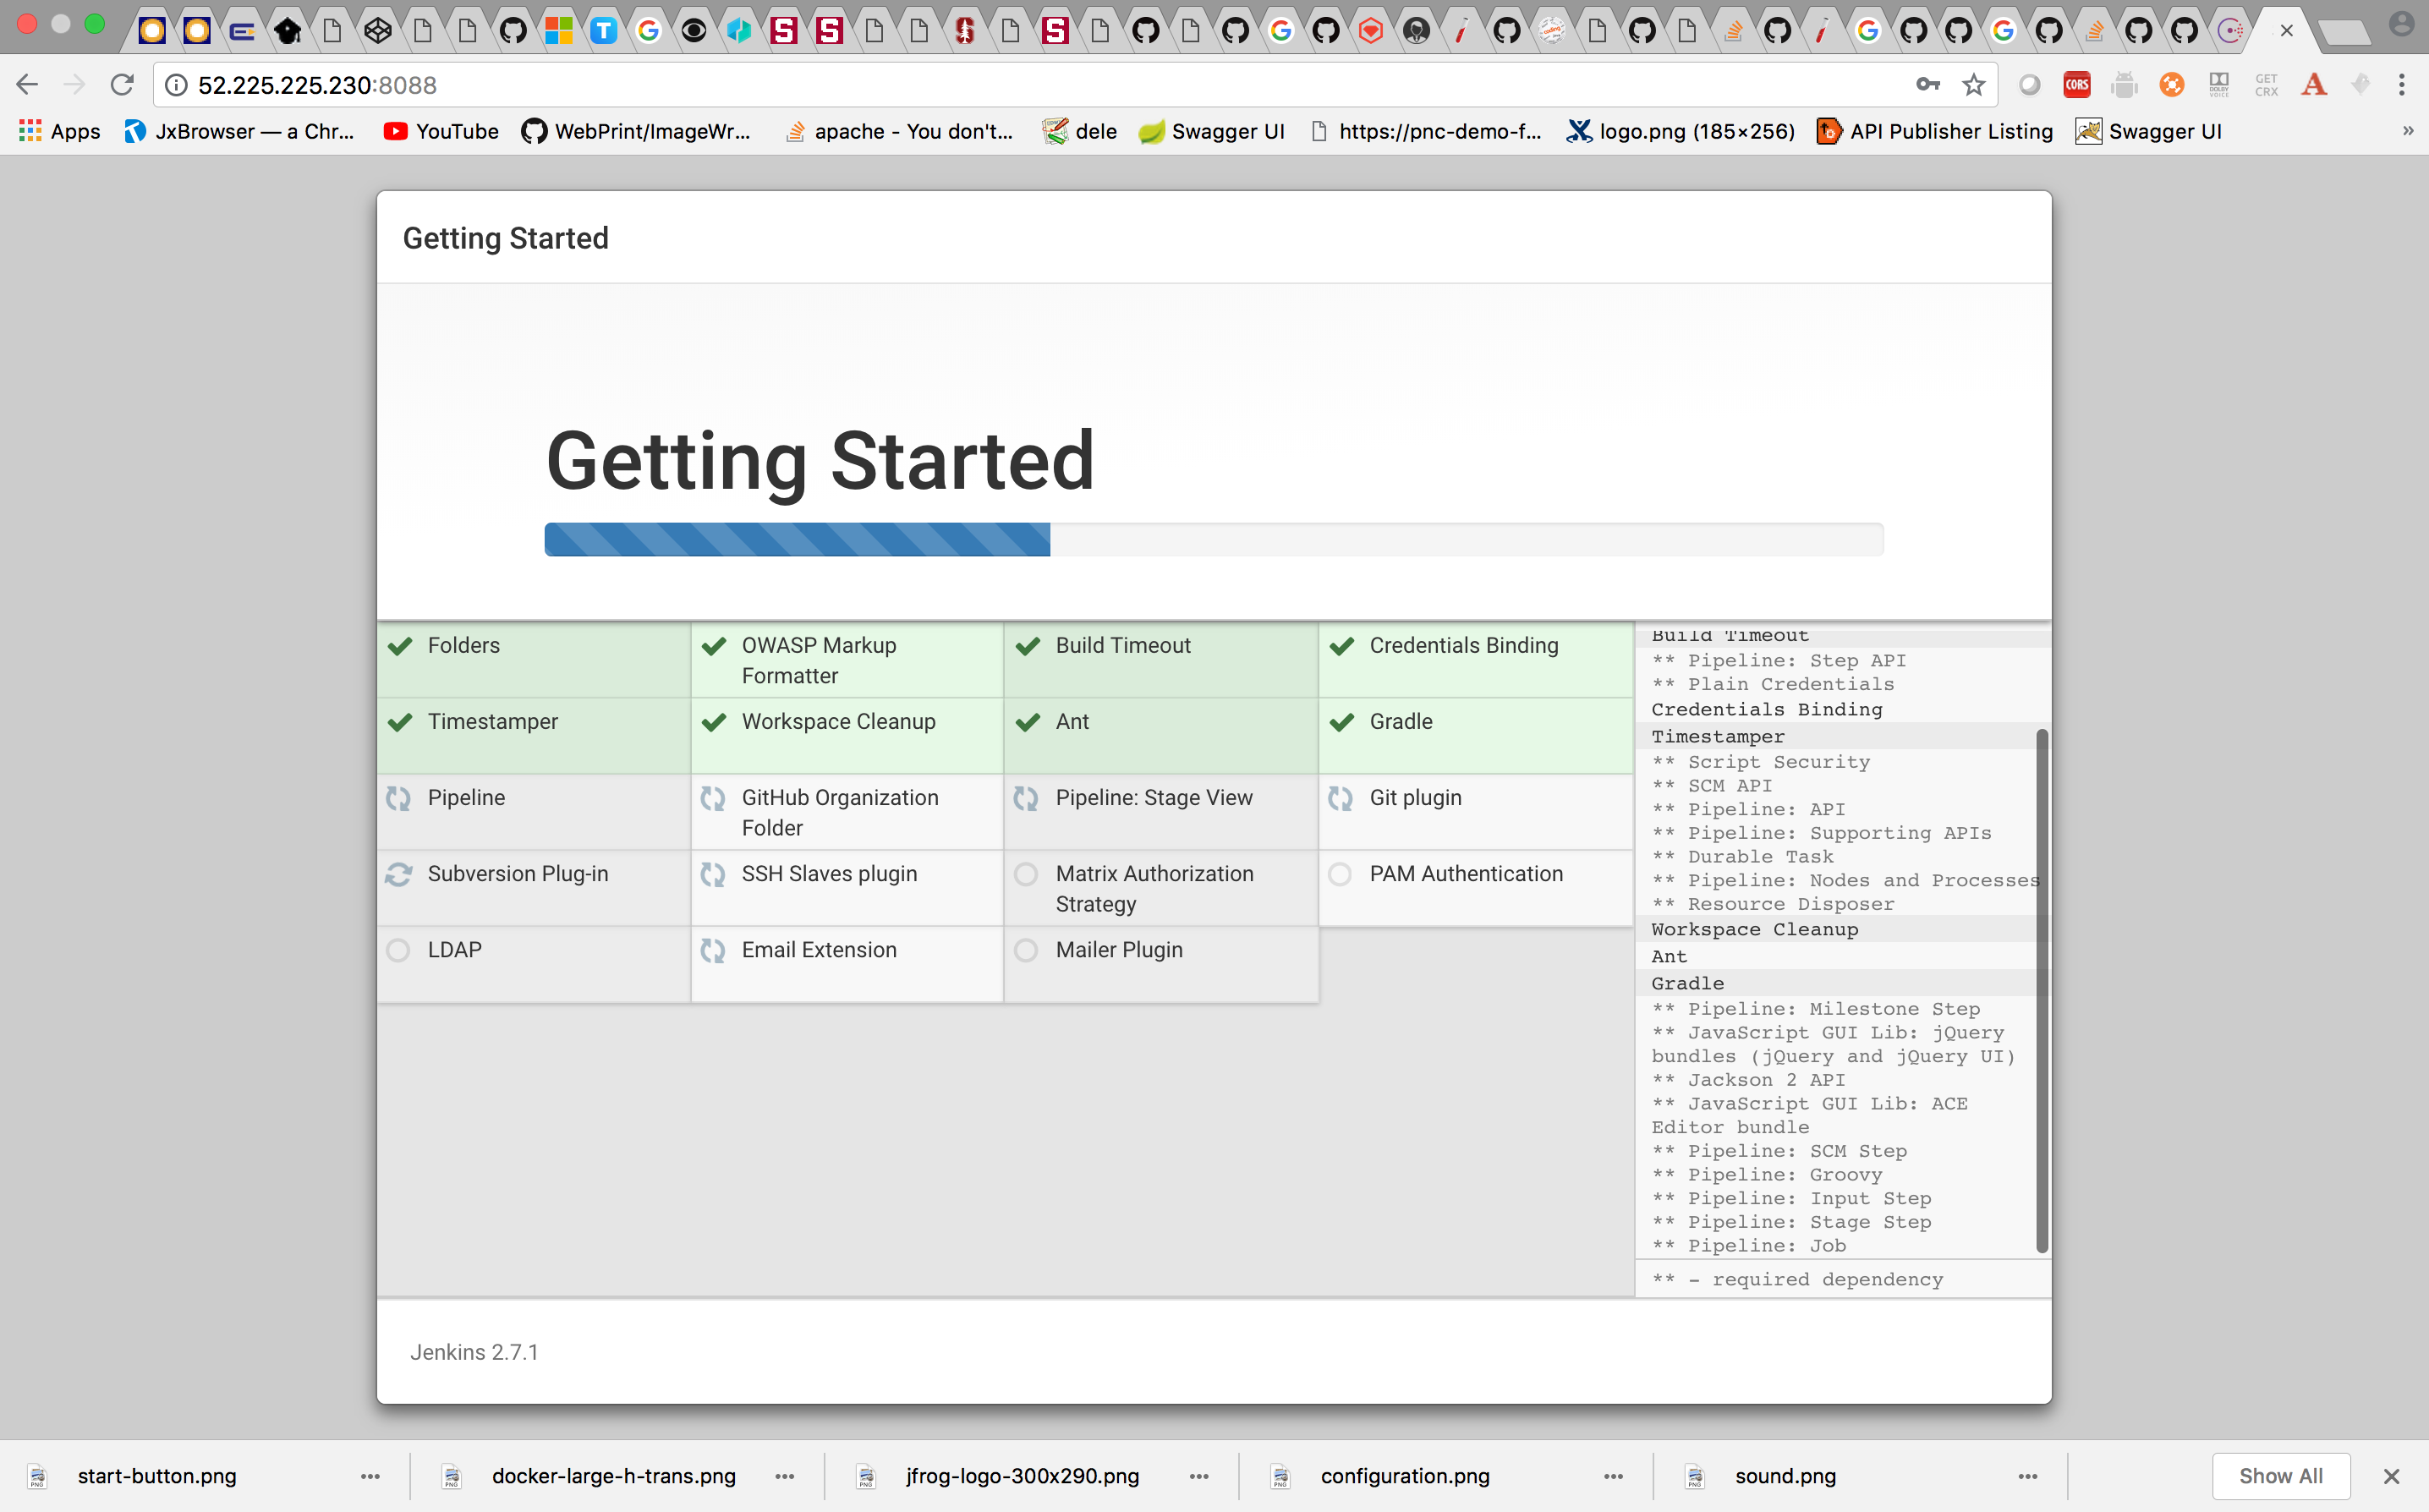 52.225.225.230:8088
CORS
DOLBY
VOICE
GET
CRX
Apps
JxBrowser — a Chr...
YouTube
WebPrint/ImageWr...
apache - You don't...
dele
Swagger UI
https://pnc-demo-f...
logo.png (185×256)
API Publisher Listing
Swagger UI
»
Getting Started
Getting Started
Folders
OWASP Markup
Formatter
Build Timeout
Credentials Binding
Timestamper
Workspace Cleanup
Ant
Gradle
Pipeline
GitHub Organization
Folder
Pipeline: Stage View
Git plugin
Subversion Plug-in
SSH Slaves plugin
Matrix Authorization
Strategy
PAM Authentication
LDAP
Email Extension
Mailer Plugin
Build Timeout
** Pipeline: Step API
** Plain Credentials
Credentials Binding
Timestamper
** Script Security
** SCM API
** Pipeline: API
** Pipeline: Supporting APIs
** Durable Task
** Pipeline: Nodes and Processes
** Resource Disposer
Workspace Cleanup
Ant
Gradle
** Pipeline: Milestone Step
** JavaScript GUI Lib: jQuery
bundles (jQuery and jQuery UI)
** Jackson 2 API
** JavaScript GUI Lib: ACE
Editor bundle
** Pipeline: SCM Step
** Pipeline: Groovy
** Pipeline: Input Step
** Pipeline: Stage Step
** Pipeline: Job
** - required dependency
Jenkins 2.7.1
start-button.png
docker-large-h-trans.png
jfrog-logo-300x290.png
configuration.png
sound.png
Show All